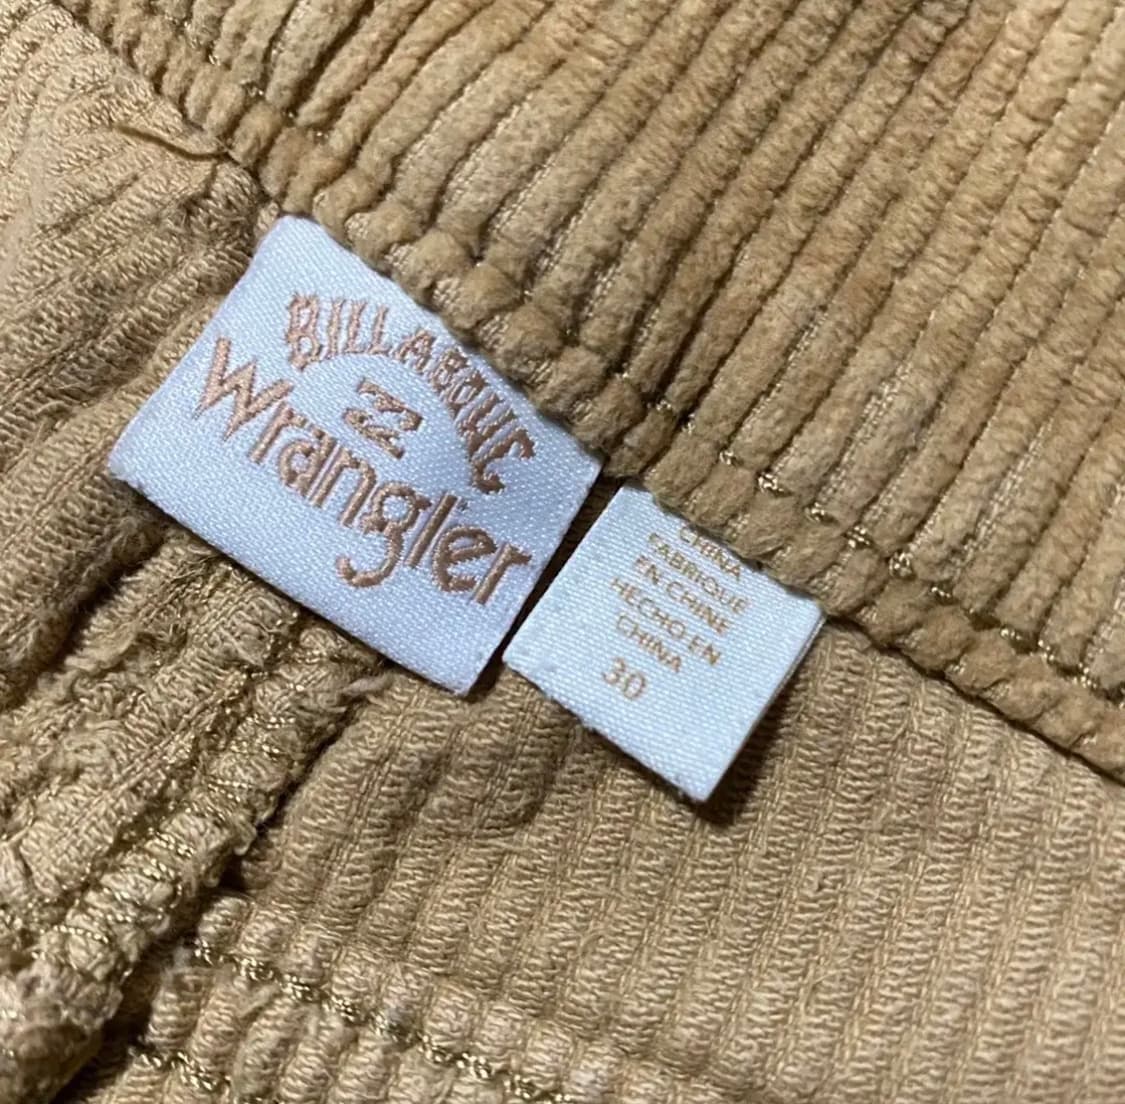 BILLABONG
Wrangler
CHINA
FABRIQUE
EN CHINE
HECHO EN
CHINA
30